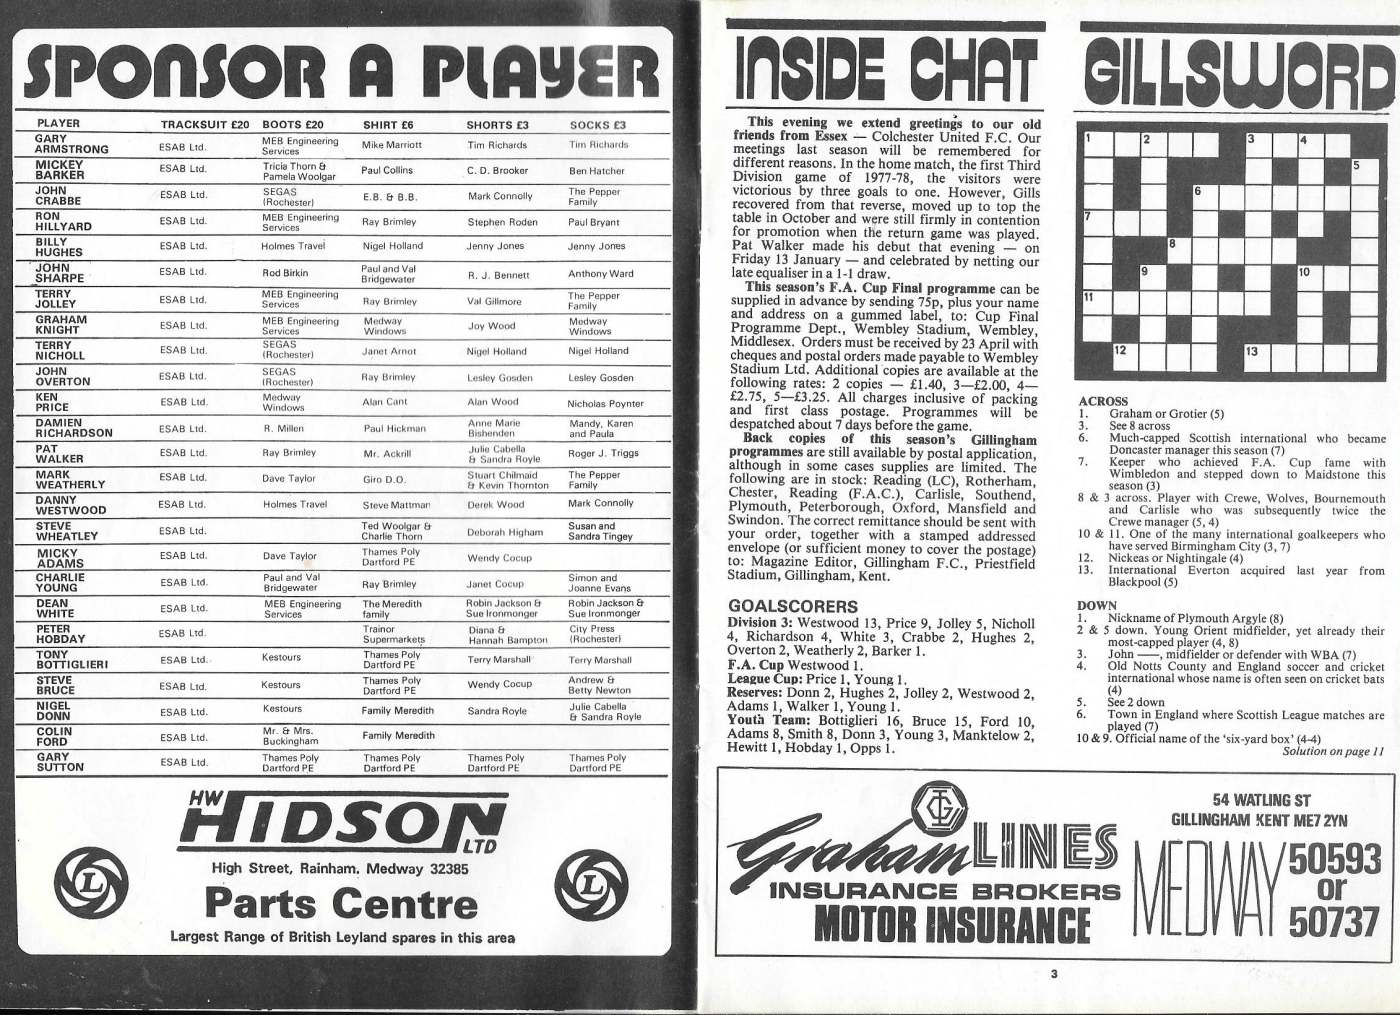 SPONSOR A PLAYER
PLAYER TRACKSUIT £20 BOOTS £20 SHIRT £6 SHORTS £3 SOCKS £3
GARY ARMSTRONG ESAB Ltd. MEB Engineering Services Mike Marriott Tim Richards Tim Richards
MICKEY BARKER ESAB Ltd. Tricia Thorn & Pamela Woolgar Paul Collins C. D. Brooker Ben Hatcher
JOHN CRABBE ESAB Ltd. SEGAS (Rochester) E.B. & B.B. Mark Connolly The Pepper Family
RON HILLYARD ESAB Ltd. MEB Engineering Services Ray Brimley Stephen Roden Paul Bryant
BILLY HUGHES ESAB Ltd. Holmes Travel Nigel Holland Jenny Jones Jenny Jones
JOHN SHARPE ESAB Ltd. Rod Birkin Paul and Val Bridgewater R. J. Bennett Anthony Ward
TERRY JOLLEY ESAB Ltd. MEB Engineering Services Ray Brimley Val Gillmore The Pepper Family
GRAHAM KNIGHT ESAB Ltd. MEB Engineering Services Medway Windows Joy Wood Medway Windows
TERRY NICHOLL ESAB Ltd. SEGAS (Rochester) Janet Arnot Nigel Holland Nigel Holland
JOHN OVERTON ESAB Ltd. SEGAS (Rochester) Ray Brimley Lesley Gosden Lesley Gosden
KEN PRICE ESAB Ltd. Medway Windows Alan Cant Alan Wood Nicholas Poynter
DAMIEN RICHARDSON ESAB Ltd. R. Millen Paul Hickman Anne Marie Bishenden Mandy, Karen and Paula
PAT WALKER ESAB Ltd. Ray Brimley Mr. Ackrill Julie Cabella & Sandra Royle Roger J. Triggs
MARK WEATHERLY ESAB Ltd. Dave Taylor Giro D.O. Stuart Chilmaid & Kevin Thornton The Pepper Family
DANNY WESTWOOD ESAB Ltd. Holmes Travel Steve Mattman Derek Wood Mark Connolly
STEVE WHEATLEY ESAB Ltd. Ted Woolgar & Charlie Thorn Deborah Higham Susan and Sandra Tingey
MICKY ADAMS ESAB Ltd. Dave Taylor Thames Poly Dartford PE Wendy Cocup
CHARLIE YOUNG ESAB Ltd. Paul and Val Bridgewater Ray Brimley Janet Cocup Simon and Joanne Evans
DEAN WHITE ESAB Ltd. MEB Engineering Services The Meredith family Robin Jackson & Sue Ironmonger Robin Jackson & Sue Ironmonger
PETER HOBDAY ESAB Ltd. Trainor Supermarkets Diana & Hannah Bampton City Press (Rochester)
TONY BOTTIGLIERI ESAB Ltd. Kestours Thames Poly Dartford PE Terry Marshall Terry Marshall
STEVE BRUCE ESAB Ltd. Kestours Thames Poly Dartford PE Wendy Cocup Andrew & Betty Newton
NIGEL DONN ESAB Ltd. Kestours Family Meredith Sandra Royle Julie Cabella & Sandra Royle
COLIN FORD ESAB Ltd. Mr. & Mrs. Buckingham Family Meredith
GARY SUTTON ESAB Ltd. Thames Poly Dartford PE Thames Poly Dartford PE Thames Poly Dartford PE Thames Poly Dartford PE
HW HIDSON LTD
High Street, Rainham, Medway 32385
L Parts Centre L
Largest Range of British Leyland spares in this area
INSIDE CHAT
This evening we extend greetings to our old
friends from Essex — Colchester United F.C. Our
meetings last season will be remembered for
different reasons. In the home match, the first Third
Division game of 1977-78, the visitors were
victorious by three goals to one. However, Gills
recovered from that reverse, moved up to top the
table in October and were still firmly in contention
for promotion when the return game was played.
Pat Walker made his debut that evening — on
Friday 13 January — and celebrated by netting our
late equaliser in a 1-1 draw.
This season's F.A. Cup Final programme can be
supplied in advance by sending 75p, plus your name
and address on a gummed label, to: Cup Final
Programme Dept., Wembley Stadium, Wembley,
Middlesex. Orders must be received by 23 April with
cheques and postal orders made payable to Wembley
Stadium Ltd. Additional copies are available at the
following rates: 2 copies — £1.40, 3—£2.00, 4—
£2.75, 5—£3.25. All charges inclusive of packing
and first class postage. Programmes will be
despatched about 7 days before the game.
Back copies of this season's Gillingham
programmes are still available by postal application,
although in some cases supplies are limited. The
following are in stock: Reading (LC), Rotherham,
Chester, Reading (F.A.C.), Carlisle, Southend,
Plymouth, Peterborough, Oxford, Mansfield and
Swindon. The correct remittance should be sent with
your order, together with a stamped addressed
envelope (or sufficient money to cover the postage)
to: Magazine Editor, Gillingham F.C., Priestfield
Stadium, Gillingham, Kent.
GOALSCORERS
Division 3: Westwood 13, Price 9, Jolley 5, Nicholl
4, Richardson 4, White 3, Crabbe 2, Hughes 2,
Overton 2, Weatherly 2, Barker 1.
F.A. Cup Westwood 1.
League Cup: Price 1, Young 1.
Reserves: Donn 2, Hughes 2, Jolley 2, Westwood 2,
Adams 1, Walker 1, Young 1.
Youth Team: Bottiglieri 16, Bruce 15, Ford 10,
Adams 8, Smith 8, Donn 3, Young 3, Manktelow 2,
Hewitt 1, Hobday 1, Opps 1.
GILLSWORD
1 2 3 4
5
6
7
8
9 10
11
12 13
ACROSS
1. Graham or Grotier (5)
3. See 8 across
6. Much-capped Scottish international who became
Doncaster manager this season (7)
7. Keeper who achieved F.A. Cup fame with
Wimbledon and stepped down to Maidstone this
season (3)
8 & 3 across. Player with Crewe, Wolves, Bournemouth
and Carlisle who was subsequently twice the
Crewe manager (5, 4)
10 & 11. One of the many international goalkeepers who
have served Birmingham City (3, 7)
12. Nickeas or Nightingale (4)
13. International Everton acquired last year from
Blackpool (5)
DOWN
1. Nickname of Plymouth Argyle (8)
2 & 5 down. Young Orient midfielder, yet already their
most-capped player (4, 8)
3. John ——, midfielder or defender with WBA (7)
4. Old Notts County and England soccer and cricket
international whose name is often seen on cricket bats
(4)
5. See 2 down
6. Town in England where Scottish League matches are
played (7)
10 & 9. Official name of the 'six-yard box' (4-4)
Solution on page 11
Graham LINES
INSURANCE BROKERS
MOTOR INSURANCE
54 WATLING ST
GILLINGHAM KENT ME7 2YN
MEDWAY 50593
or
50737
3